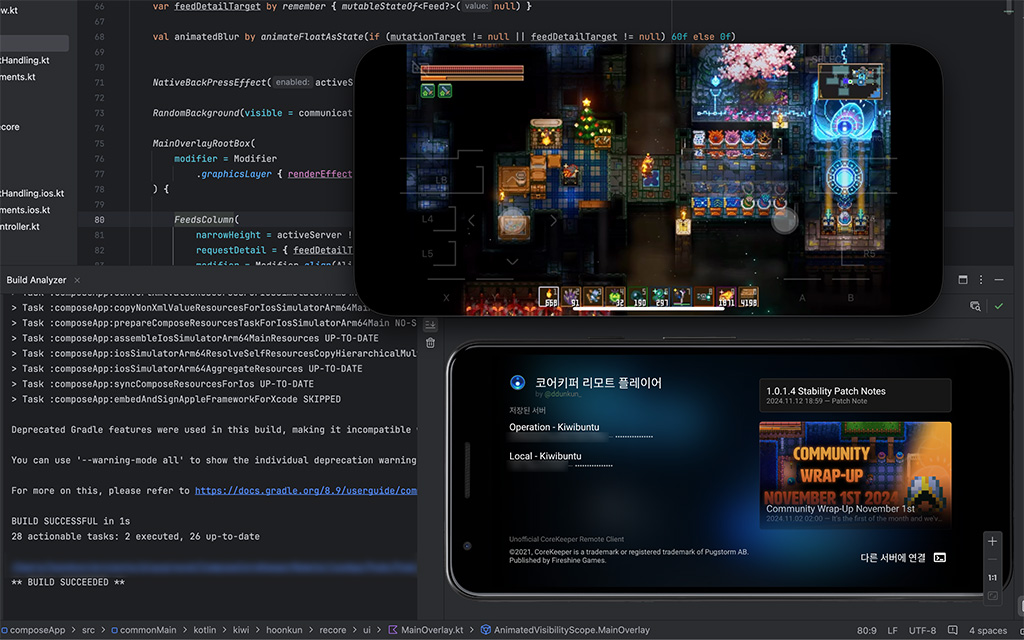 w.kt
tHandling.kt
ments.kt
core
tHandling.ios.kt
ments.ios.kt
ntroller.kt
66 var feedDetailTarget by remember { mutableStateOf<Feed?>( value: null) }
67
68 val animatedBlur by animateFloatAsState(if (mutationTarget != null || feedDetailTarget != null) 60f else 0f)
69
70
71 NativeBackPressEffect( enabled: activeS
72
73 RandomBackground(visible = communicat
74
75 MainOverlayRootBox(
76 modifier = Modifier
77 .graphicsLayer { renderEffect
78 ) {
79
80 FeedsColumn(
81 narrowHeight = activeServer !
82 requestDetail = { feedDetailT
83 modifier = Modifier.align(Ali
SELECT
L4
L5
R5
X
A
B
558
91
32
190
297
1871
4198
Build Analyzer
> Task :composeApp:copyNonXmlValueResourcesForIosSimulatorArm64Mai
> Task :composeApp:prepareComposeResourcesTaskForIosSimulatorArm64Main NO-S
> Task :composeApp:assembleIosSimulatorArm64MainResources UP-TO-DATE
> Task :composeApp:iosSimulatorArm64ResolveSelfResourcesCopyHierarchicalMul
> Task :composeApp:iosSimulatorArm64AggregateResources UP-TO-DATE
> Task :composeApp:syncComposeResourcesForIos UP-TO-DATE
> Task :composeApp:embedAndSignAppleFrameworkForXcode SKIPPED
Deprecated Gradle features were used in this build, making it incompatible
You can use '--warning-mode all' to show the individual deprecation warning
For more on this, please refer to https://docs.gradle.org/8.9/userguide/com
BUILD SUCCESSFUL in 1s
28 actionable tasks: 2 executed, 26 up-to-date
** BUILD SUCCEEDED **
코어키퍼 리모트 플레이어
by @ddunkun_
저장된 서버
Operation - Kiwibuntu
Local - Kiwibuntu
Unofficial CoreKeeper Remote Client
©2021, CoreKeeper is a trademark or registered trademark of Pugstorm AB.
Published by Fireshine Games.
1.0.1.4 Stability Patch Notes
2024.11.12 18:59 — Patch Note
COMMUNITY
WRAP-UP
NOVEMBER 1ST 2024
Community Wrap-Up November 1st
2024.11.02 02:00 — It's the first of the month and we'v...
다른 서버에 연결
1:1
composeApp > src > commonMain > kotlin > kiwi > hoonkun > recore > ui > MainOverlay.kt > AnimatedVisibilityScope.MainOverlay
80:9 LF UTF-8 4 spaces